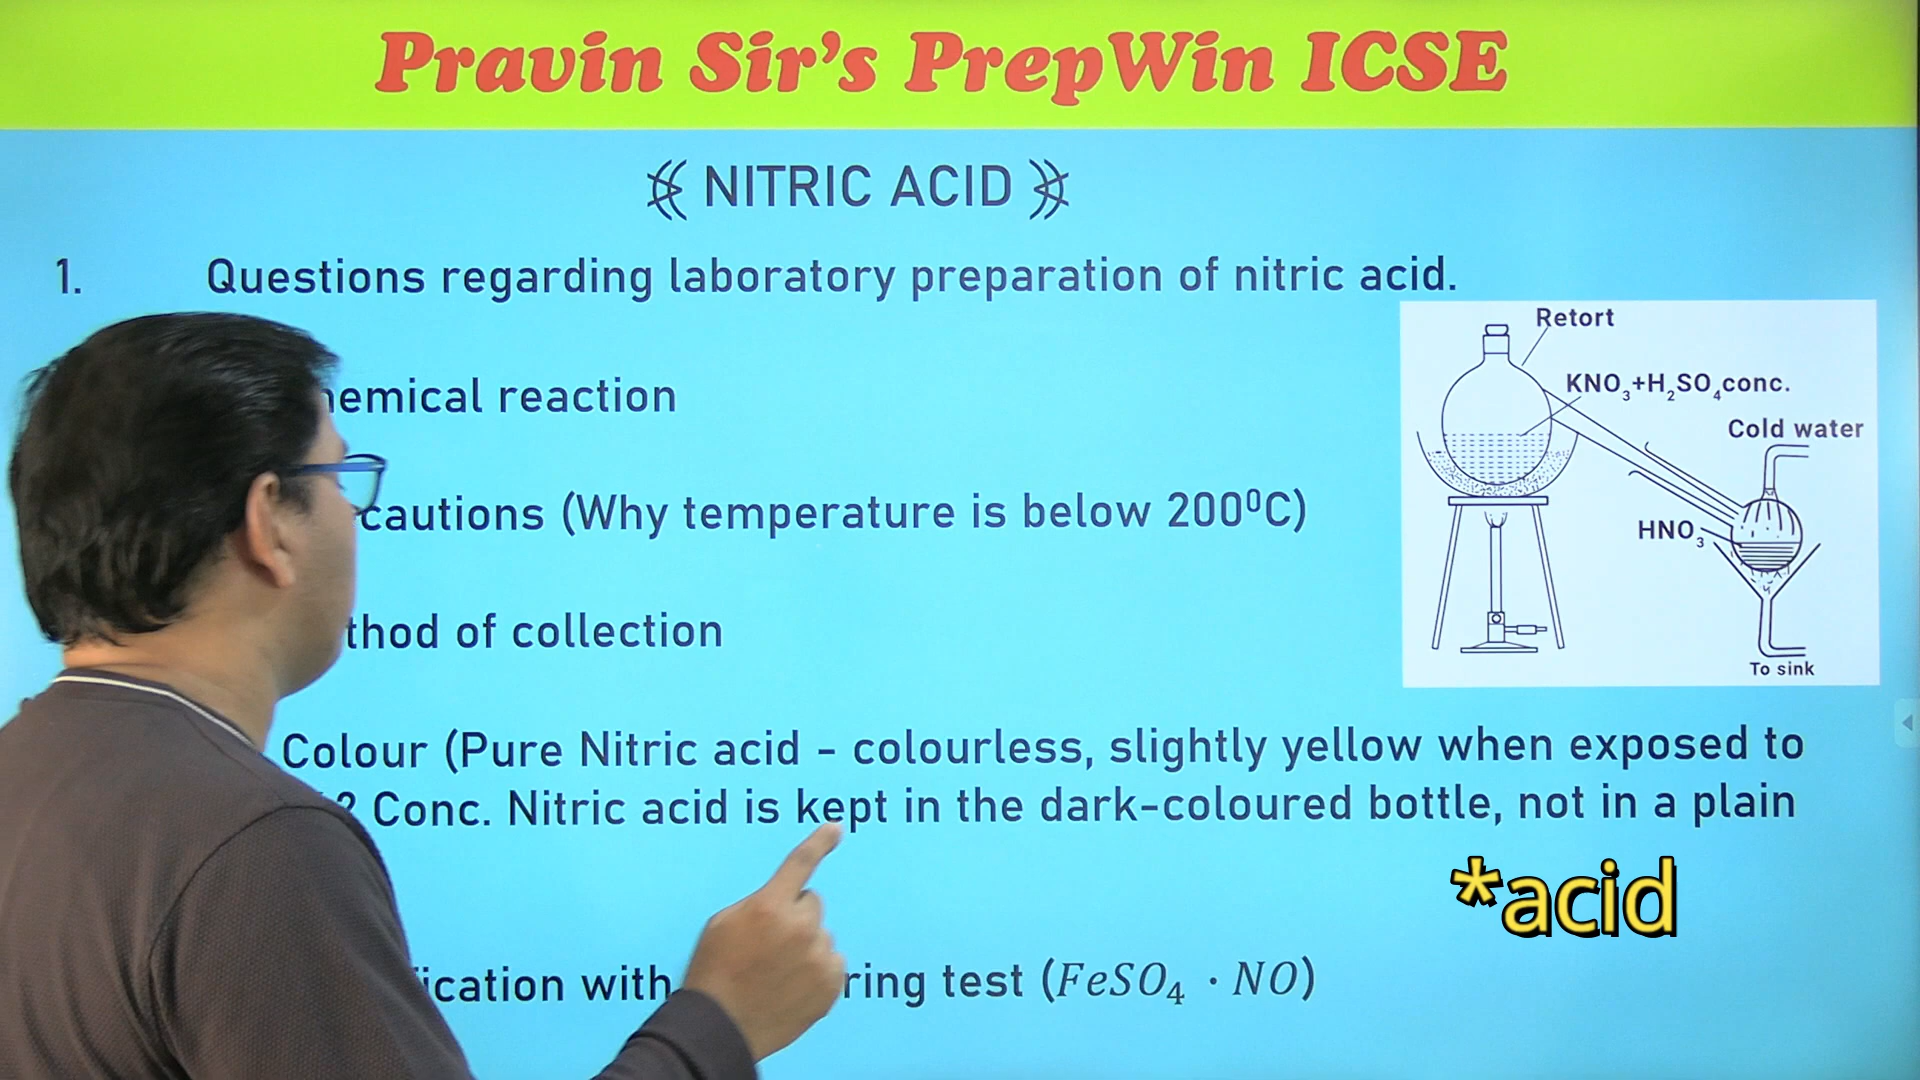 Pravin Sir's PrepWin ICSE
NITRIC ACID
1. Questions regarding laboratory preparation of nitric acid.
Retort
KNO₃+H₂SO₄conc.
Cold water
HNO₃
To sink
hemical reaction
cautions (Why temperature is below 200⁰C)
thod of collection
Colour (Pure Nitric acid - colourless, slightly yellow when exposed to
? Conc. Nitric acid is kept in the dark-coloured bottle, not in a plain
*acid
ication with ring test (FeSO₄ · NO)